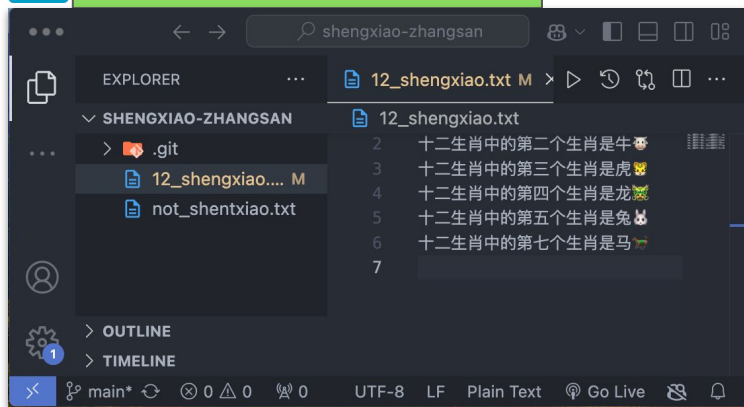 shengxiao-zhangsan
EXPLORER
12_shengxiao.txt M
SHENGXIAO-ZHANGSAN
12_shengxiao.txt
.git
12_shengxiao.... M
not_shentxiao.txt
2 十二生肖中的第二个生肖是牛🐮
3 十二生肖中的第三个生肖是虎🐯
4 十二生肖中的第四个生肖是龙🐲
5 十二生肖中的第五个生肖是兔🐰
6 十二生肖中的第七个生肖是马🐎
7
OUTLINE
TIMELINE
1
main* 0 0 0 UTF-8 LF Plain Text Go Live